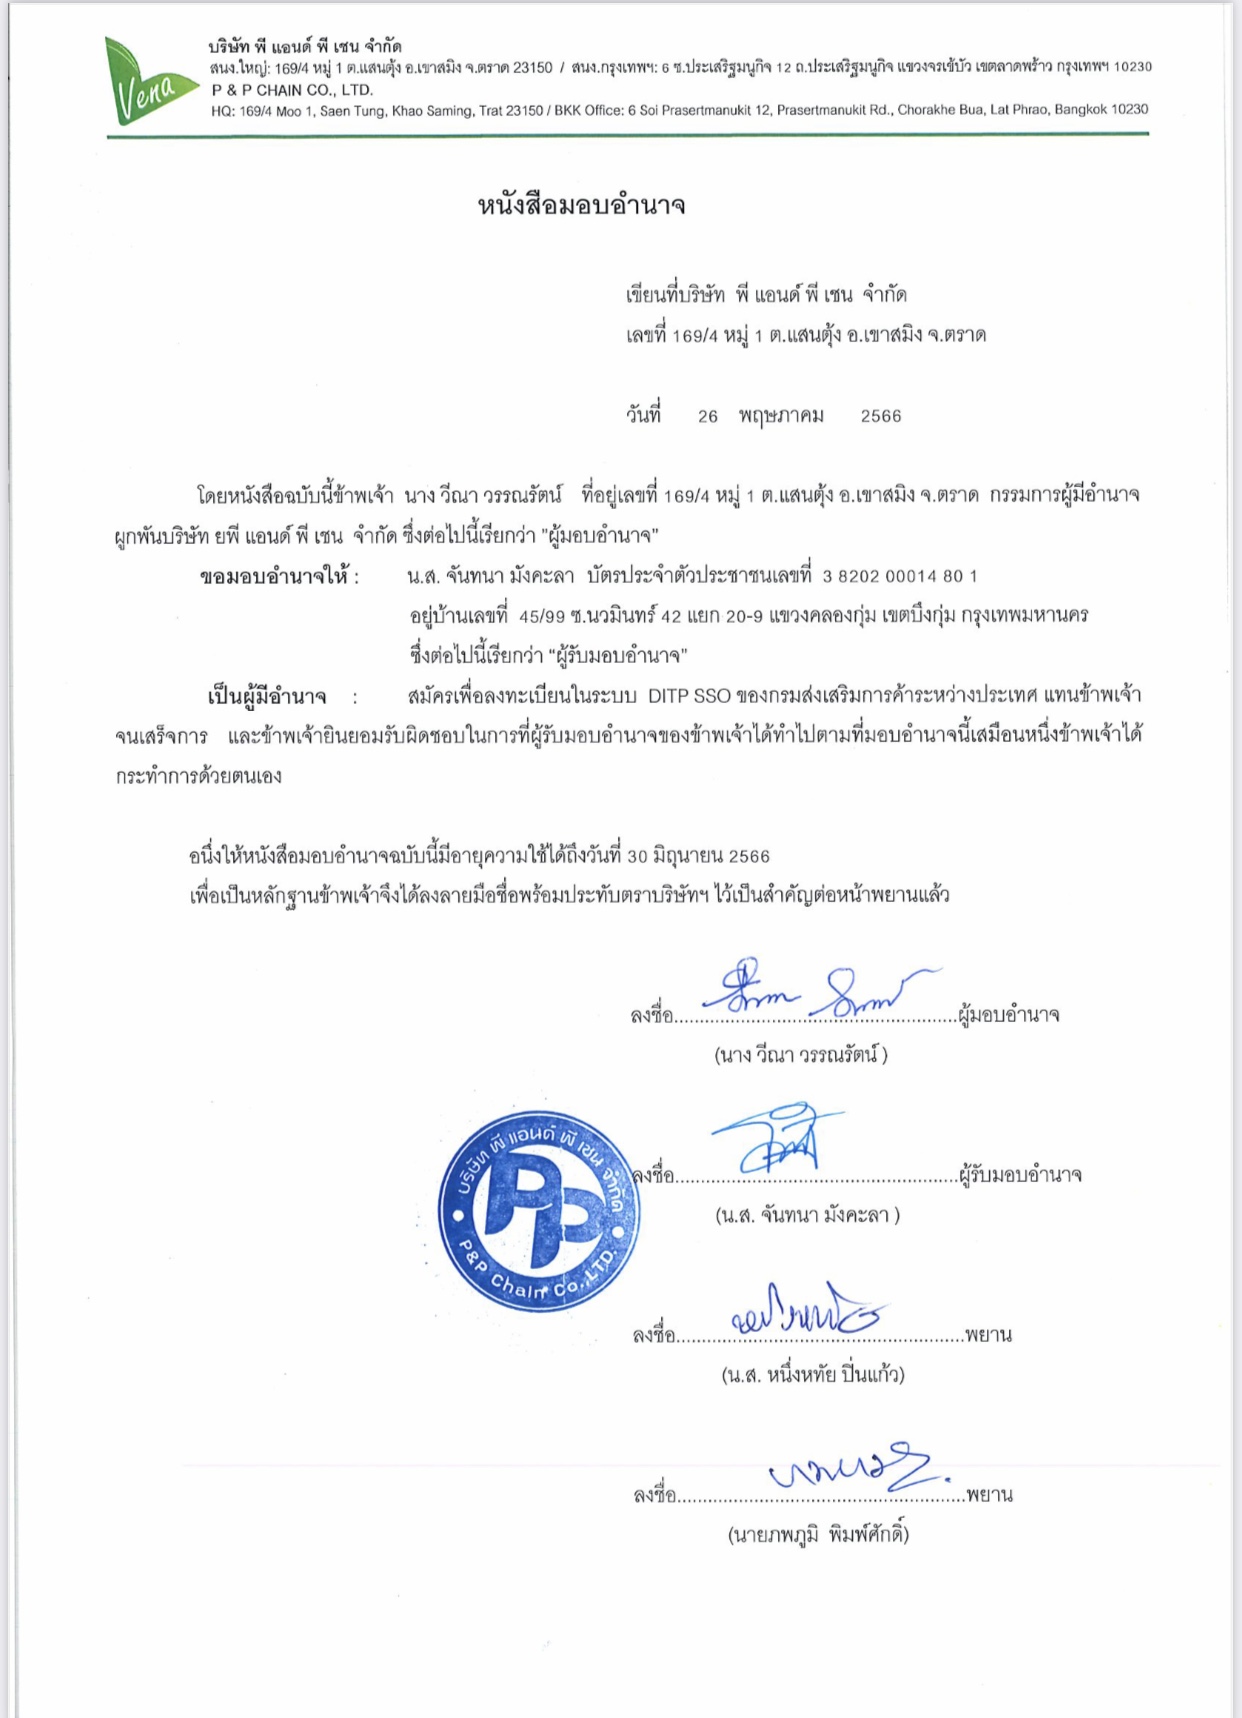 Vena
บริษัท พี แอนด์ พี เชน จำกัด
สนง.ใหญ่: 169/4 หมู่ 1 ต.แสนตุ้ง อ.เขาสมิง จ.ตราด 23150 / สนง.กรุงเทพฯ: 6 ซ.ประเสริฐมนูกิจ 12 ถ.ประเสริฐมนูกิจ แขวงจรเข้บัว เขตลาดพร้าว กรุงเทพฯ 10230
P & P CHAIN CO., LTD.
HQ: 169/4 Moo 1, Saen Tung, Khao Saming, Trat 23150 / BKK Office: 6 Soi Prasertmanukit 12, Prasertmanukit Rd., Chorakhe Bua, Lat Phrao, Bangkok 10230
หนังสือมอบอำนาจ
เขียนที่บริษัท พี แอนด์ พี เชน จำกัด
เลขที่ 169/4 หมู่ 1 ต.แสนตุ้ง อ.เขาสมิง จ.ตราด
วันที่ 26 พฤษภาคม 2566
โดยหนังสือฉบับนี้ข้าพเจ้า นาง วีณา วรรณรัตน์ ที่อยู่เลขที่ 169/4 หมู่ 1 ต.แสนตุ้ง อ.เขาสมิง จ.ตราด กรรมการผู้มีอำนาจ
ผูกพันบริษัท ยพี แอนด์ พี เชน จำกัด ซึ่งต่อไปนี้เรียกว่า "ผู้มอบอำนาจ"
ขอมอบอำนาจให้ : น.ส. จันทนา มังคะลา บัตรประจำตัวประชาชนเลขที่ 3 8202 00014 80 1
อยู่บ้านเลขที่ 45/99 ซ.นวมินทร์ 42 แยก 20-9 แขวงคลองกุ่ม เขตบึงกุ่ม กรุงเทพมหานคร
ซึ่งต่อไปนี้เรียกว่า “ผู้รับมอบอำนาจ”
เป็นผู้มีอำนาจ : สมัครเพื่อลงทะเบียนในระบบ DITP SSO ของกรมส่งเสริมการค้าระหว่างประเทศ แทนข้าพเจ้า
จนเสร็จการ และข้าพเจ้ายินยอมรับผิดชอบในการที่ผู้รับมอบอำนาจของข้าพเจ้าได้ทำไปตามที่มอบอำนาจนี้เสมือนหนึ่งข้าพเจ้าได้
กระทำการด้วยตนเอง
อนึ่งให้หนังสือมอบอำนาจฉบับนี้มีอายุความใช้ได้ถึงวันที่ 30 มิถุนายน 2566
เพื่อเป็นหลักฐานข้าพเจ้าจึงได้ลงลายมือชื่อพร้อมประทับตราบริษัทฯ ไว้เป็นสำคัญต่อหน้าพยานแล้ว
ลงชื่อ.....................................................ผู้มอบอำนาจ
(นาง วีณา วรรณรัตน์ )
บริษัท พี แอนด์ พี เชน จำกัด
PP
P&P Chain Co.,LTD.
ลงชื่อ.....................................................ผู้รับมอบอำนาจ
(น.ส. จันทนา มังคะลา )
ลงชื่อ.....................................................พยาน
(น.ส. หนึ่งหทัย ปิ่นแก้ว)
ลงชื่อ.....................................................พยาน
(นายภพภูมิ พิมพ์ศักดิ์)